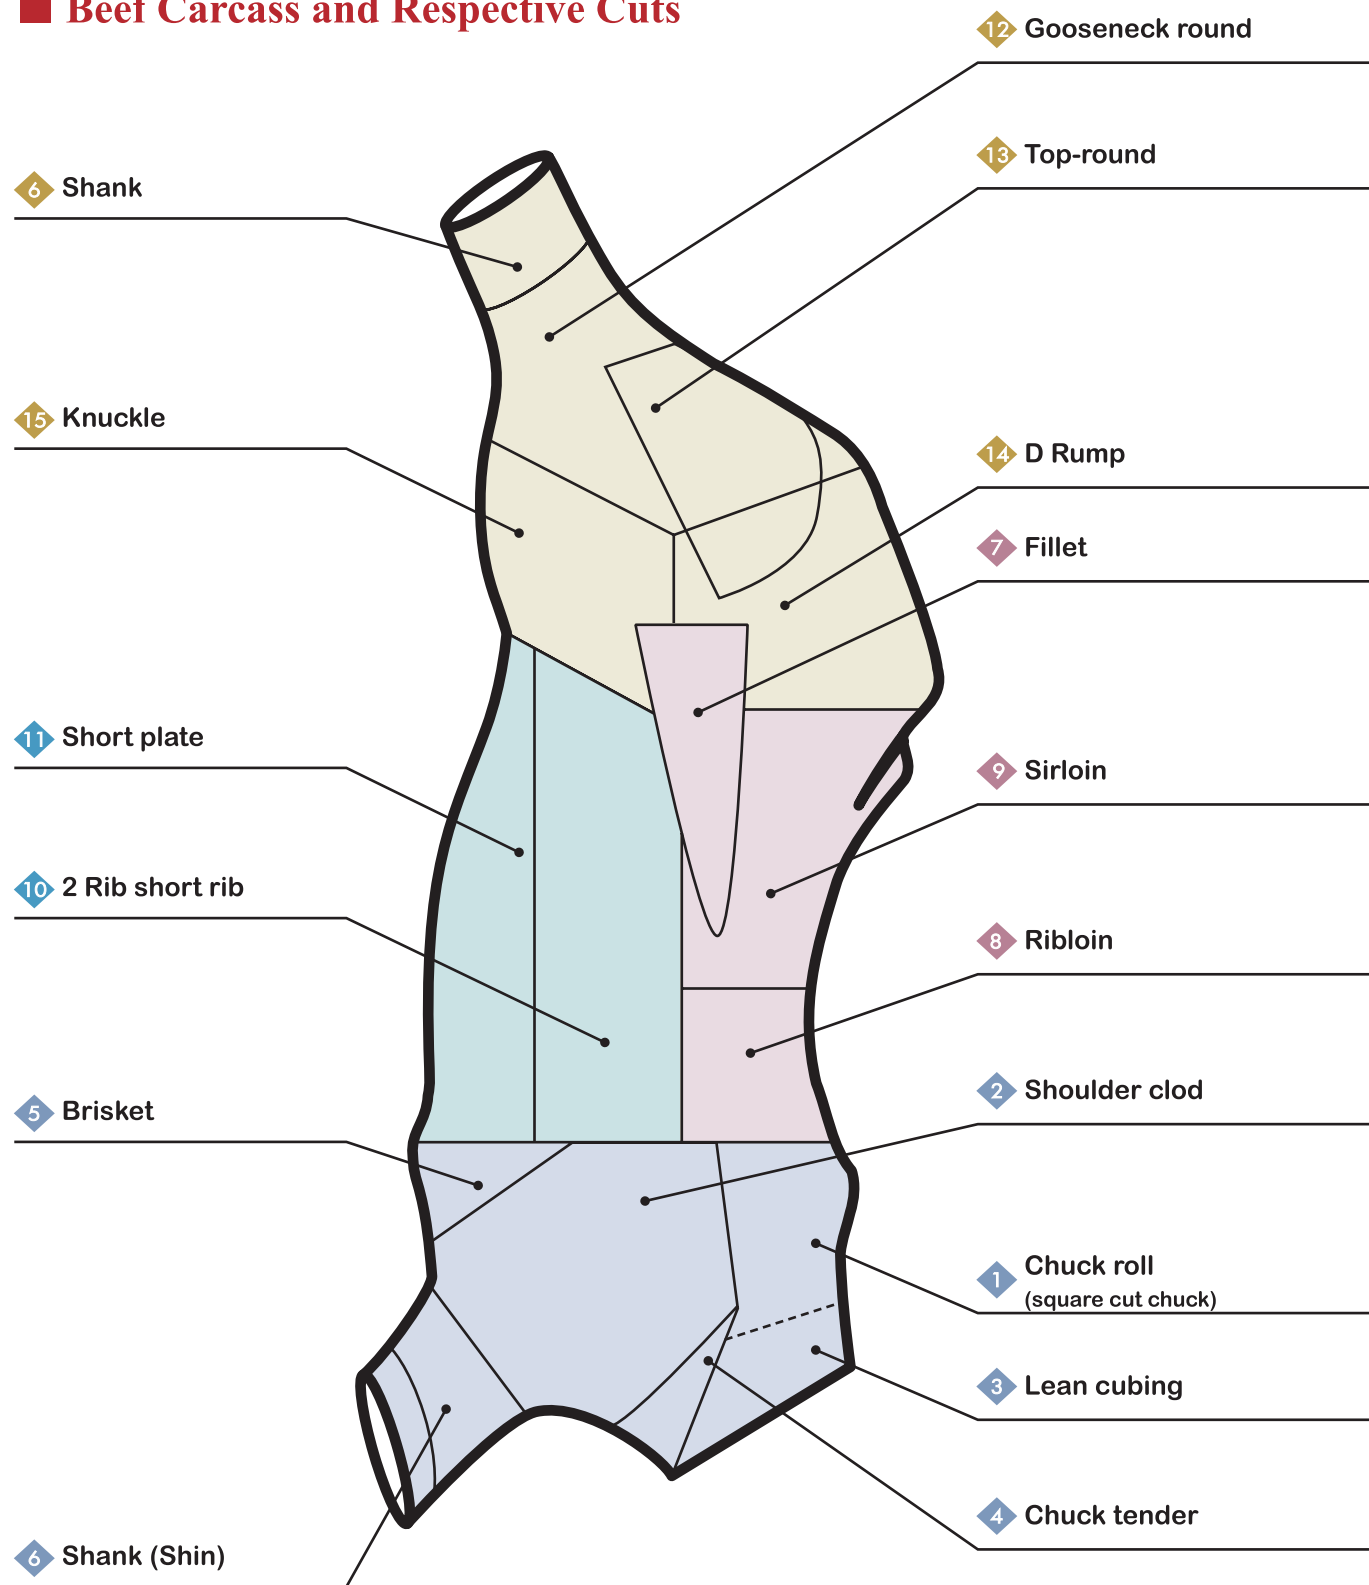 Beef Carcass and Respective Cuts
12 Gooseneck round
13 Top-round
6 Shank
15 Knuckle
14 D Rump
7 Fillet
11 Short plate
9 Sirloin
10 2 Rib short rib
8 Ribloin
5 Brisket
2 Shoulder clod
1 Chuck roll
(square cut chuck)
3 Lean cubing
4 Chuck tender
6 Shank (Shin)